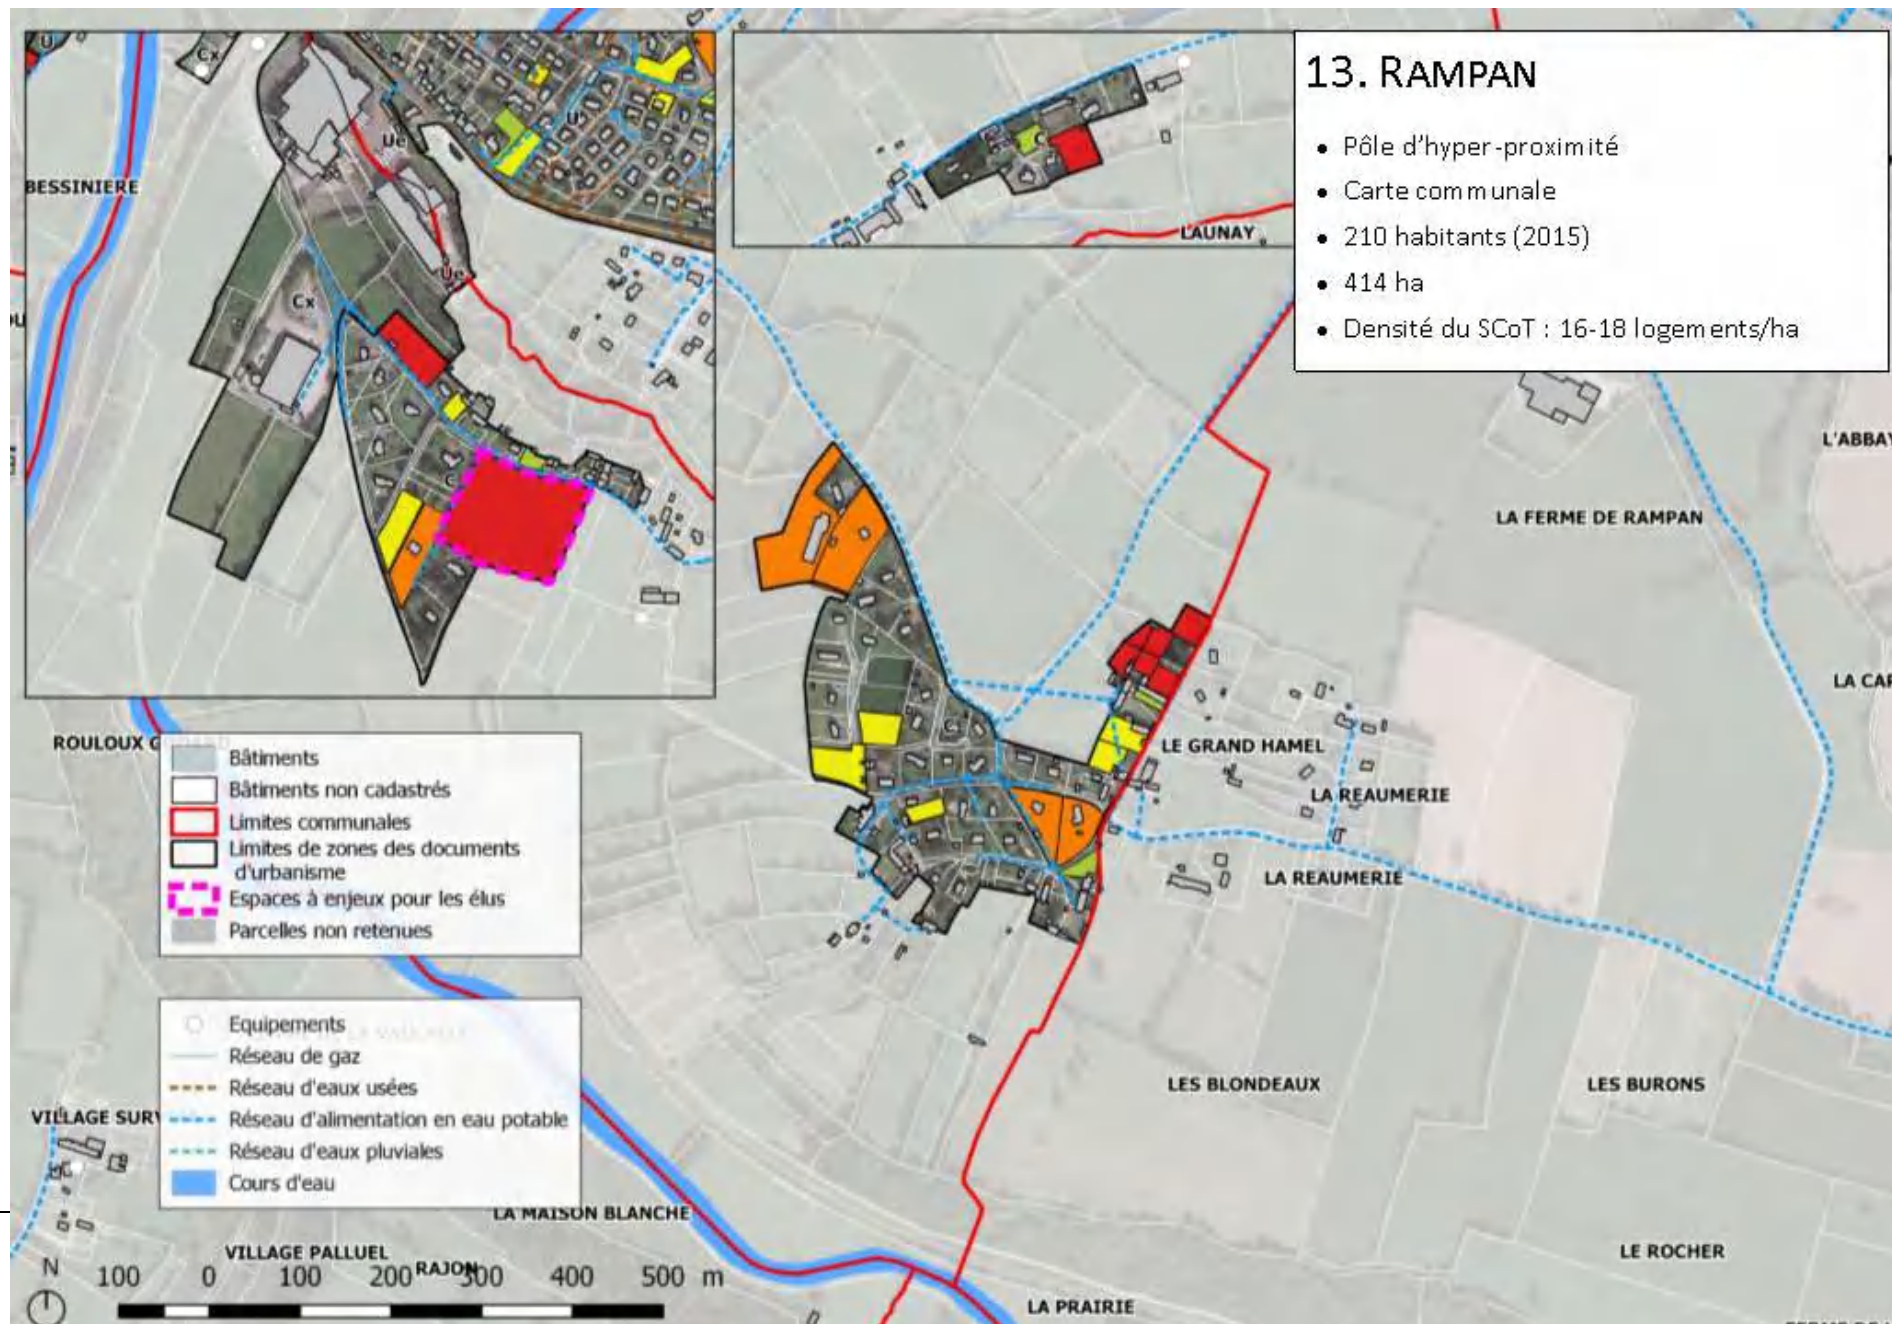 13. RAMPAN
• Pôle d'hyper-proximité
• Carte communale
• 210 habitants (2015)
• 414 ha
• Densité du SCoT : 16-18 logements/ha
U
Cx
Ue
U
BESSINIERE
Ue
Cx
C
LAUNAY
C
L'ABBAY
LA FERME DE RAMPAN
LA CAR
C
LE GRAND HAMEL
LA REAUMERIE
LA REAUMERIE
ROULOUX G
Bâtiments
Bâtiments non cadastrés
Limites communales
Limites de zones des documents
d'urbanisme
Espaces à enjeux pour les élus
Parcelles non retenues
Equipements
Réseau de gaz
Réseau d'eaux usées
Réseau d'alimentation en eau potable
Réseau d'eaux pluviales
Cours d'eau
LES BLONDEAUX
LES BURONS
VILLAGE SURV
LA MAISON BLANCHE
VILLAGE PALLUEL
RAJON
LE ROCHER
LA PRAIRIE
N
100 0 100 200 300 400 500 m